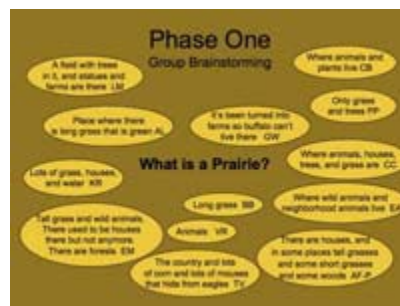 Phase One
Group Brainstorming
A field with trees
in it, and statues and
farms are there LM
Where animals and
plants live CB
Only grass
and trees PP
Place where there
is long grass that is green AL
It's been turned into
farms so buffalo can't
live there GW
What is a Prairie?
Where animals, houses,
trees, and grass are CC
Lots of grass, houses,
and water KR
Long grass BB
Where wild animals and
neighborhood animals live EA
Tall grass and wild animals.
There used to be houses
there but not anymore.
There are forests EM
Animals VR
There are houses, and
in some places tall grasses
and some short grasses
and some woods AF-P
The country and lots
of corn and lots of mouses
that hids from eagles TV